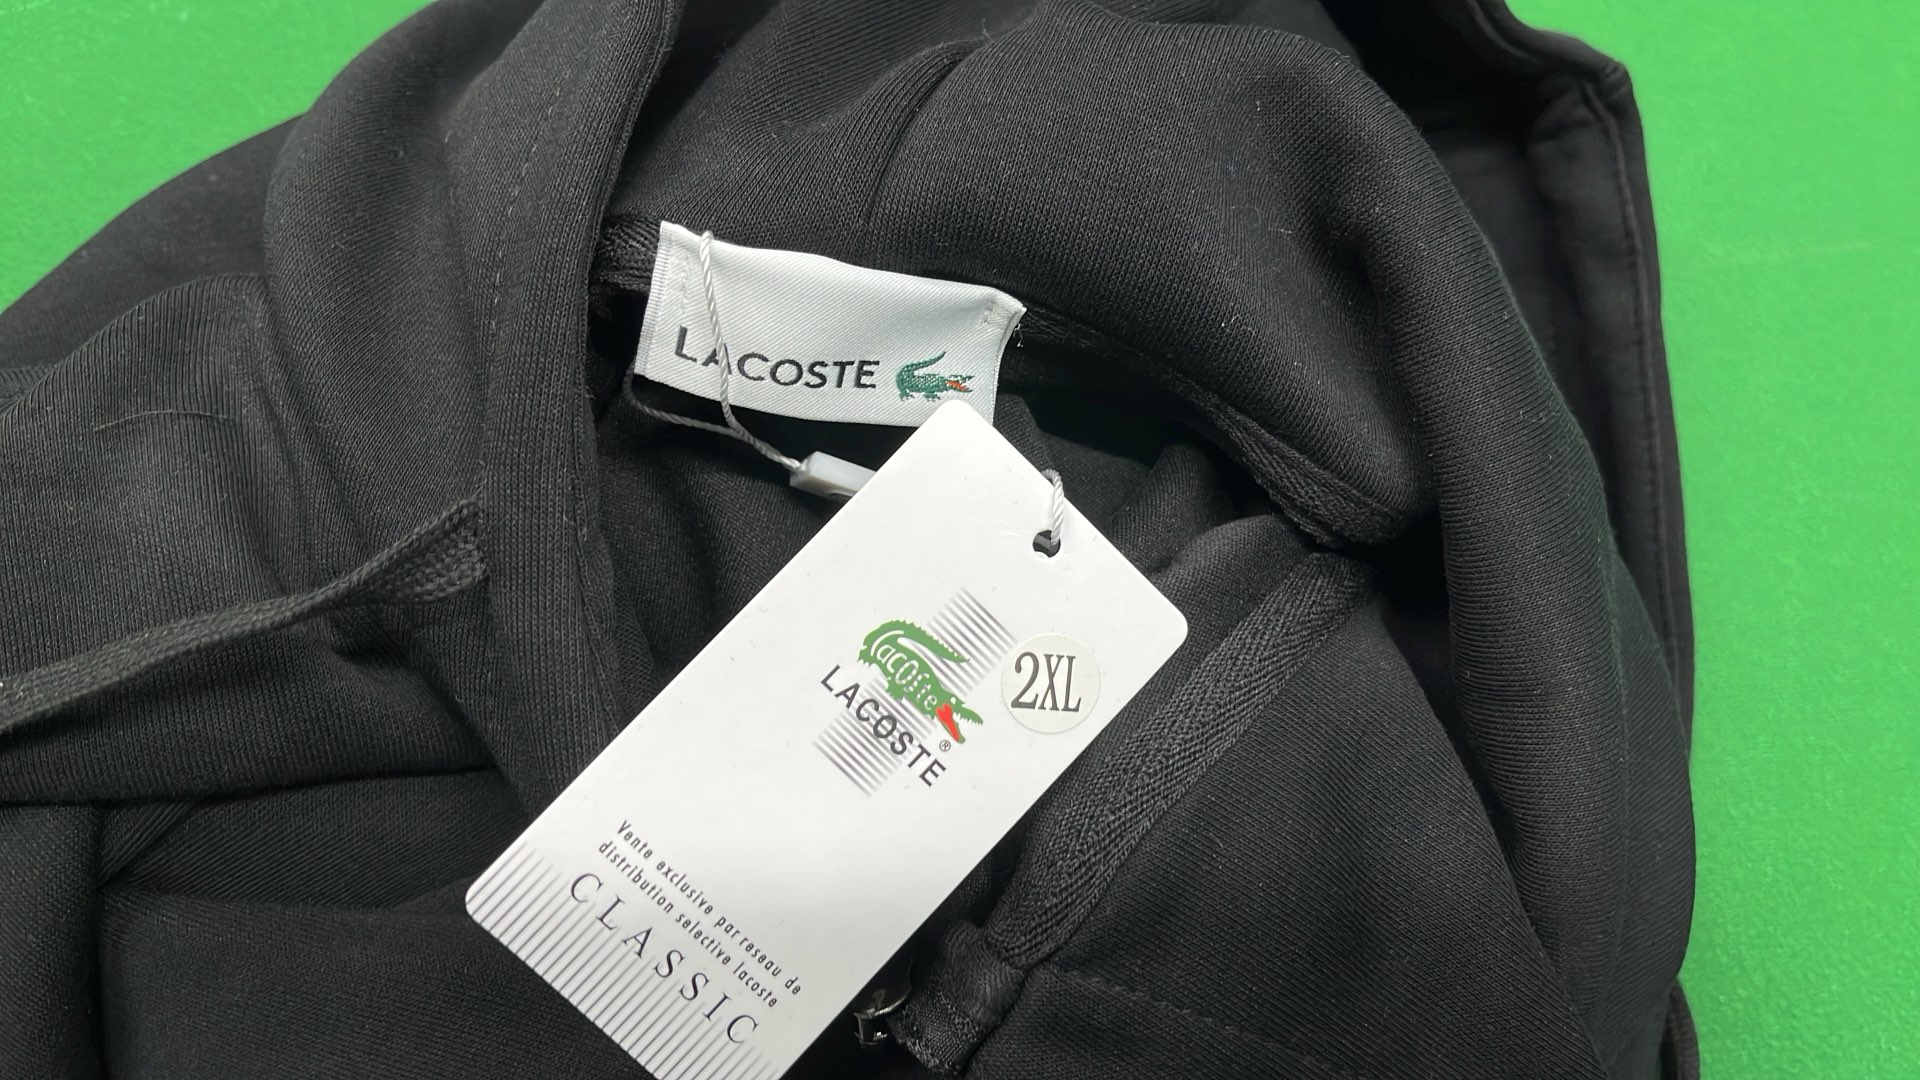 LACOSTE
Lacoste
2XL
LACOSTE®
Vente exclusive par reseau de
distribution selective lacoste
CLASSIC